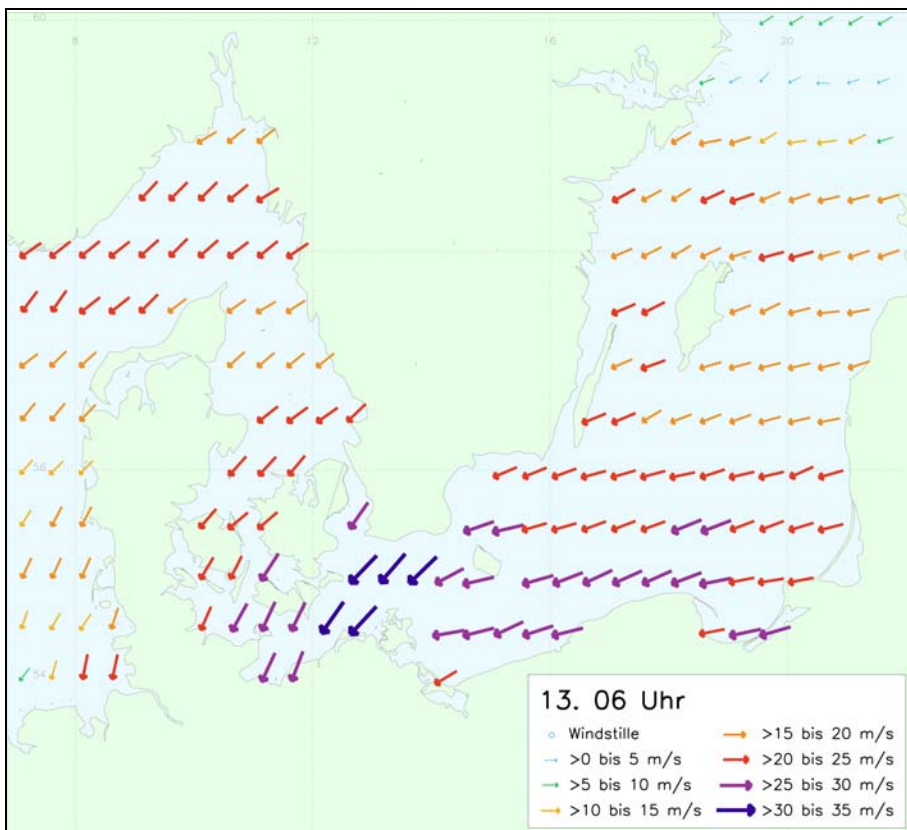 60
8
12
16
20
56
54
13. 06 Uhr
Windstille
>0 bis 5 m/s
>5 bis 10 m/s
>10 bis 15 m/s
>15 bis 20 m/s
>20 bis 25 m/s
>25 bis 30 m/s
>30 bis 35 m/s